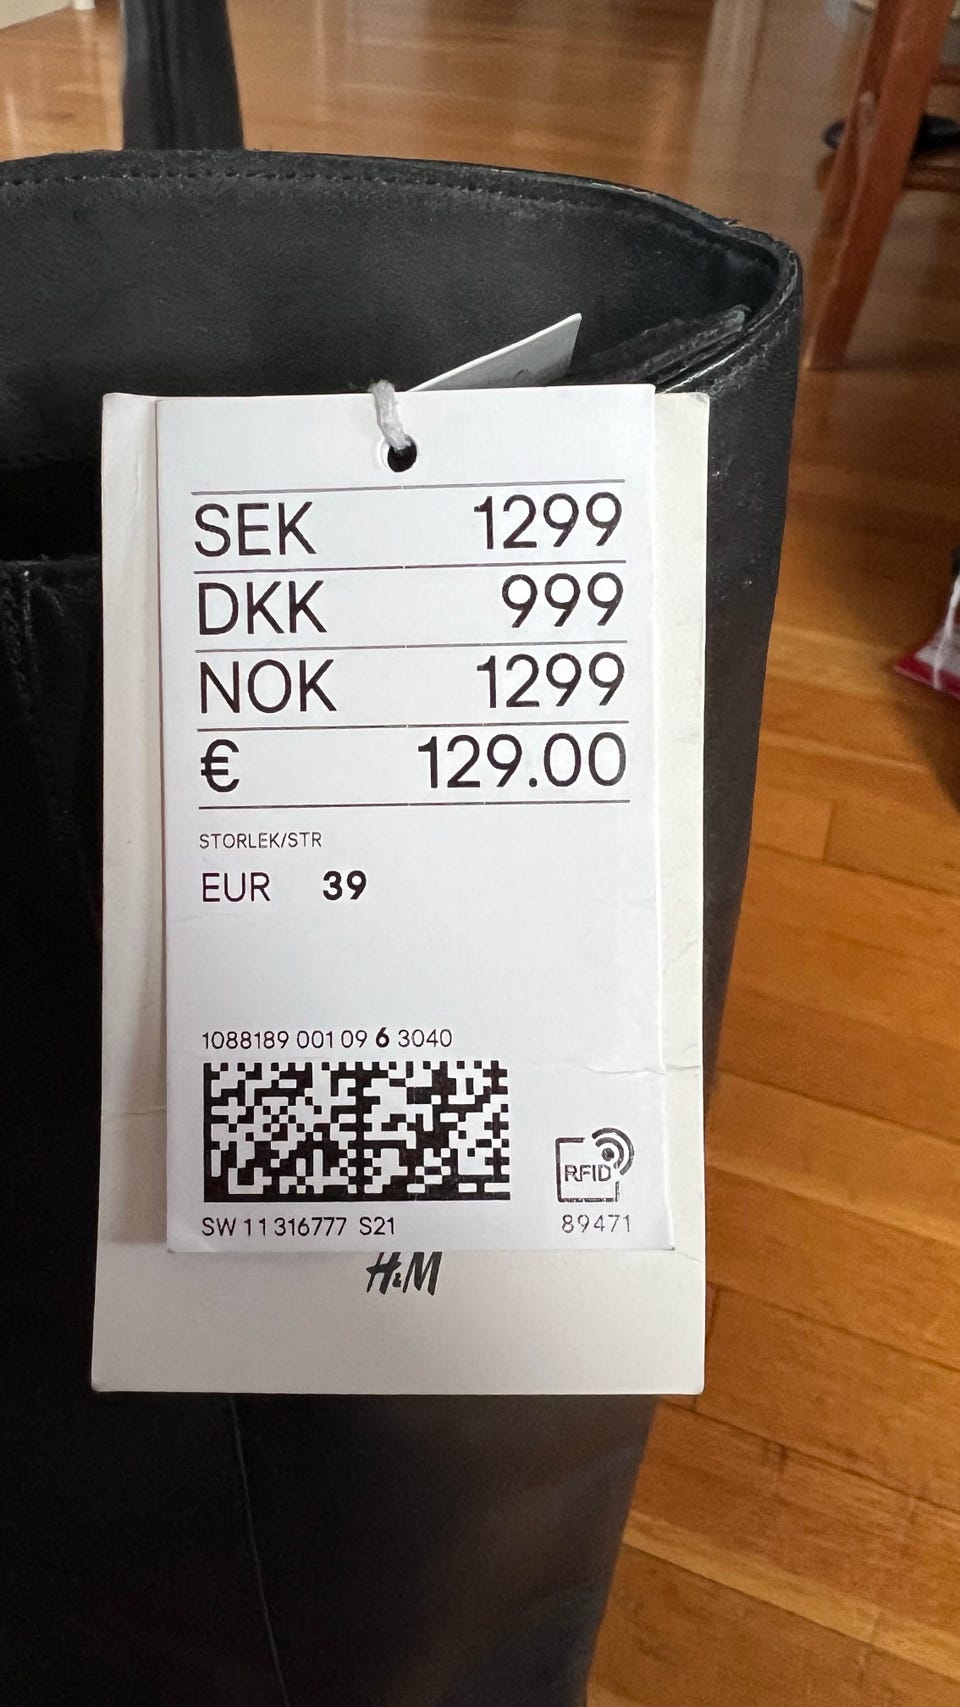 SEK 1299
DKK 999
NOK 1299
€ 129.00
STORLEK/STR
EUR 39
1088189 001 09 6 3040
RFID
SW 11 316777 S21 89471
H&M